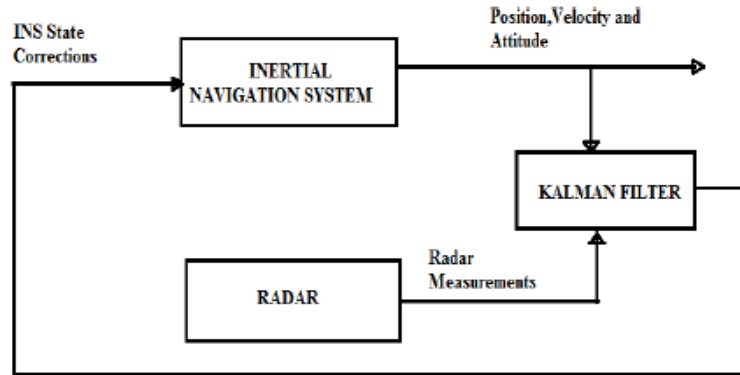 INS State
Corrections
INERTIAL
NAVIGATION SYSTEM
Position,Velocity and
Attitude
KALMAN FILTER
RADAR
Radar
Measurements